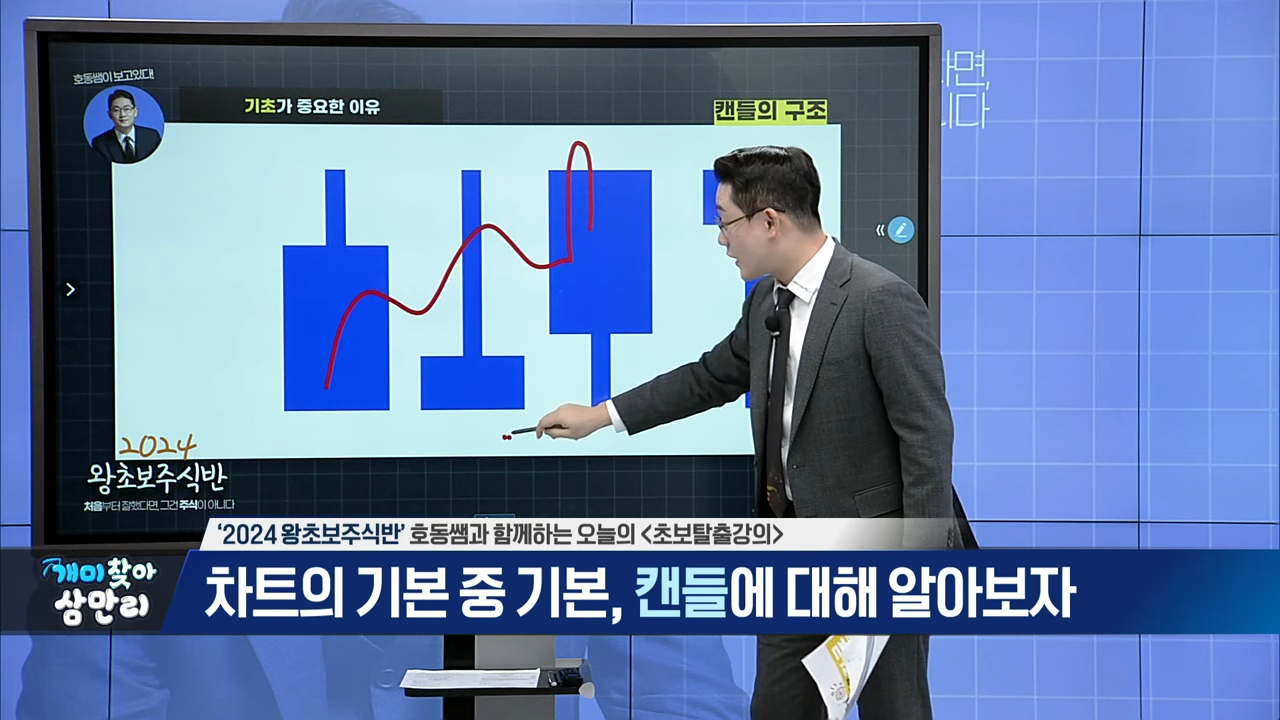 호동쌤이 보고있다!
기초가 중요한 이유
캔들의 구조
면,
니다
2024
왕초보주식반
처음부터 잘했다면, 그건 주식이 아니다
'2024 왕초보주식반' 호동쌤과 함께하는 오늘의 <초보탈출강의>
개미찾아
삼만리
차트의 기본 중 기본, 캔들에 대해 알아보자